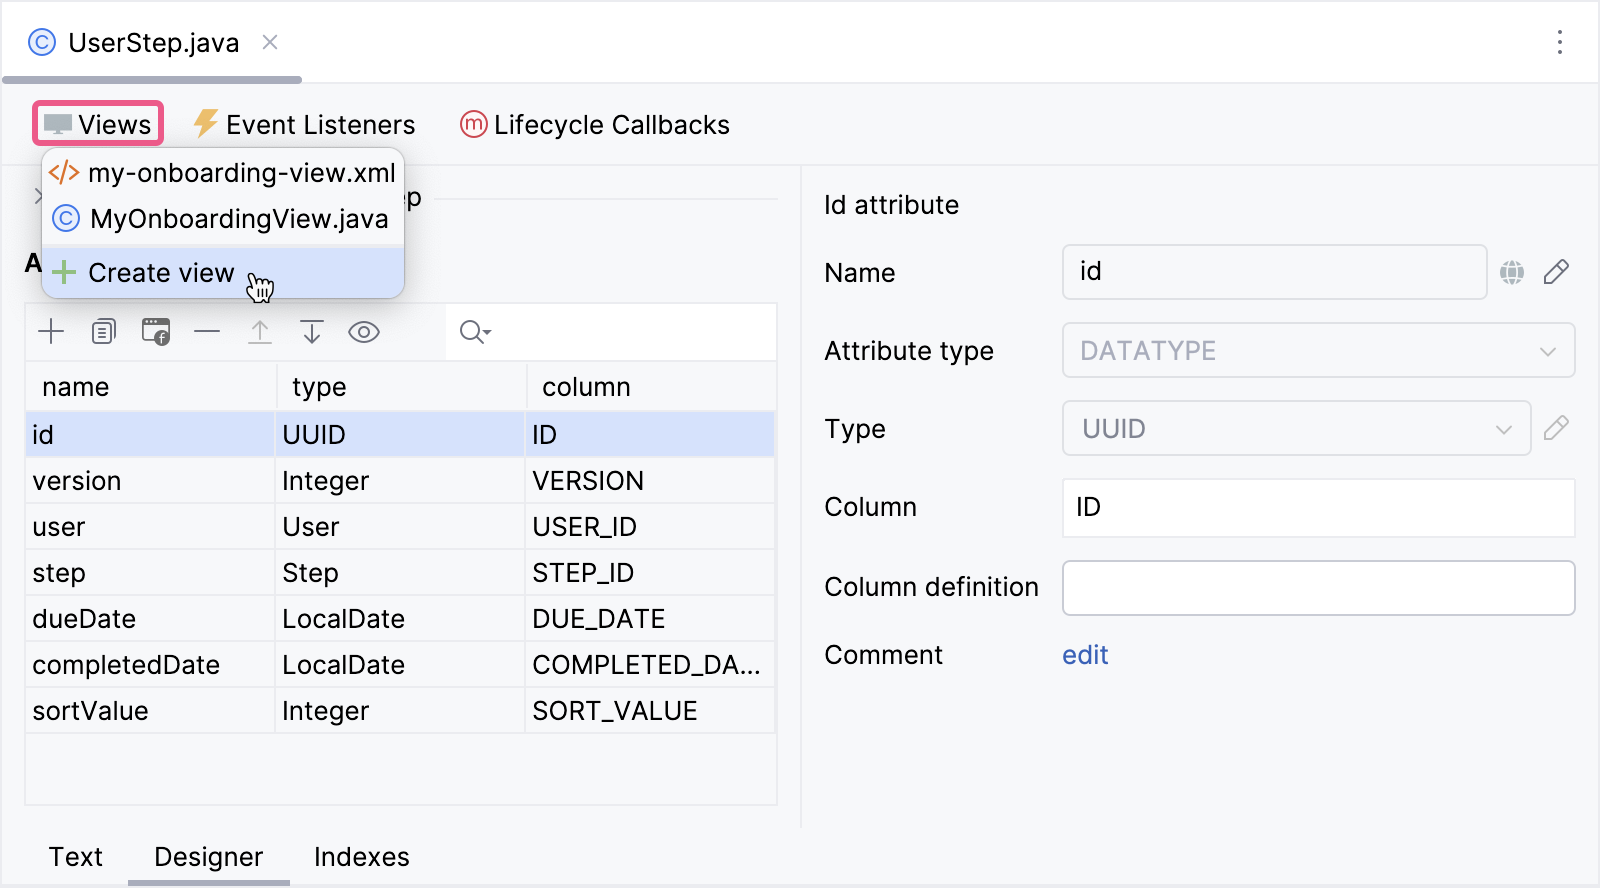 UserStep.java
Views Event Listeners Lifecycle Callbacks
my-onboarding-view.xml
MyOnboardingView.java
Create view
ep
A
name type column
id UUID ID
version Integer VERSION
user User USER_ID
step Step STEP_ID
dueDate LocalDate DUE_DATE
completedDate LocalDate COMPLETED_DA...
sortValue Integer SORT_VALUE
Id attribute
Name id
Attribute type DATATYPE
Type UUID
Column ID
Column definition
Comment edit
Text Designer Indexes